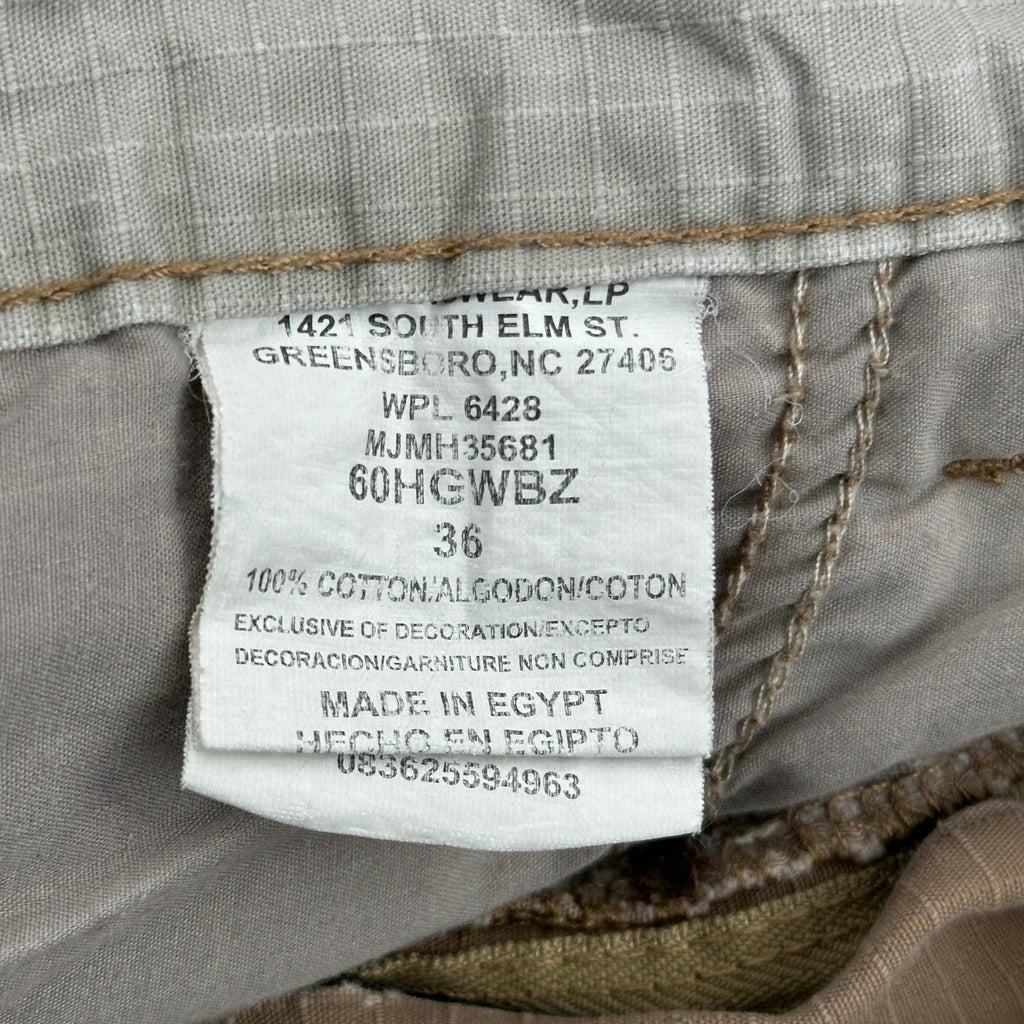 1421 SOUTH ELM ST.
GREENSBORO,NC 27406
WPL 6428
MJMH35681
60HGWBZ
36
100% COTTON/ALGODON/COTON
EXCLUSIVE OF DECORATION/EXCEPTO
DECORACION/GARNITURE NON COMPRISE
MADE IN EGYPT
HECHO EN EGIPTO
083625594963